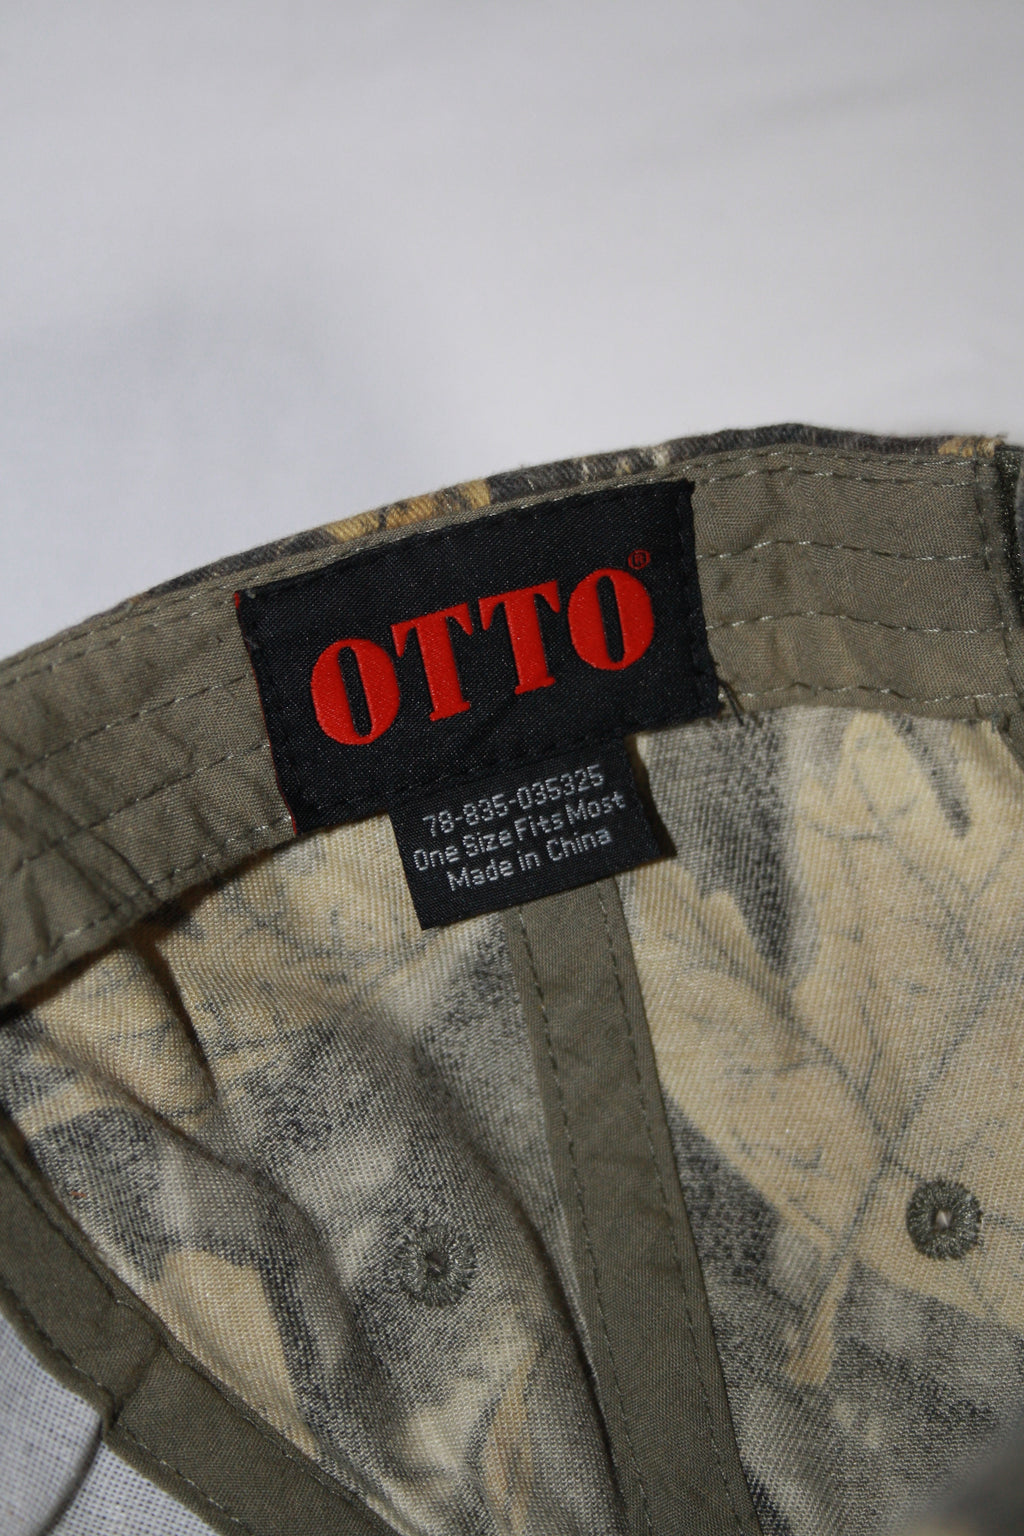 OTTO®
78-835-035325
One Size Fits Most
Made in China